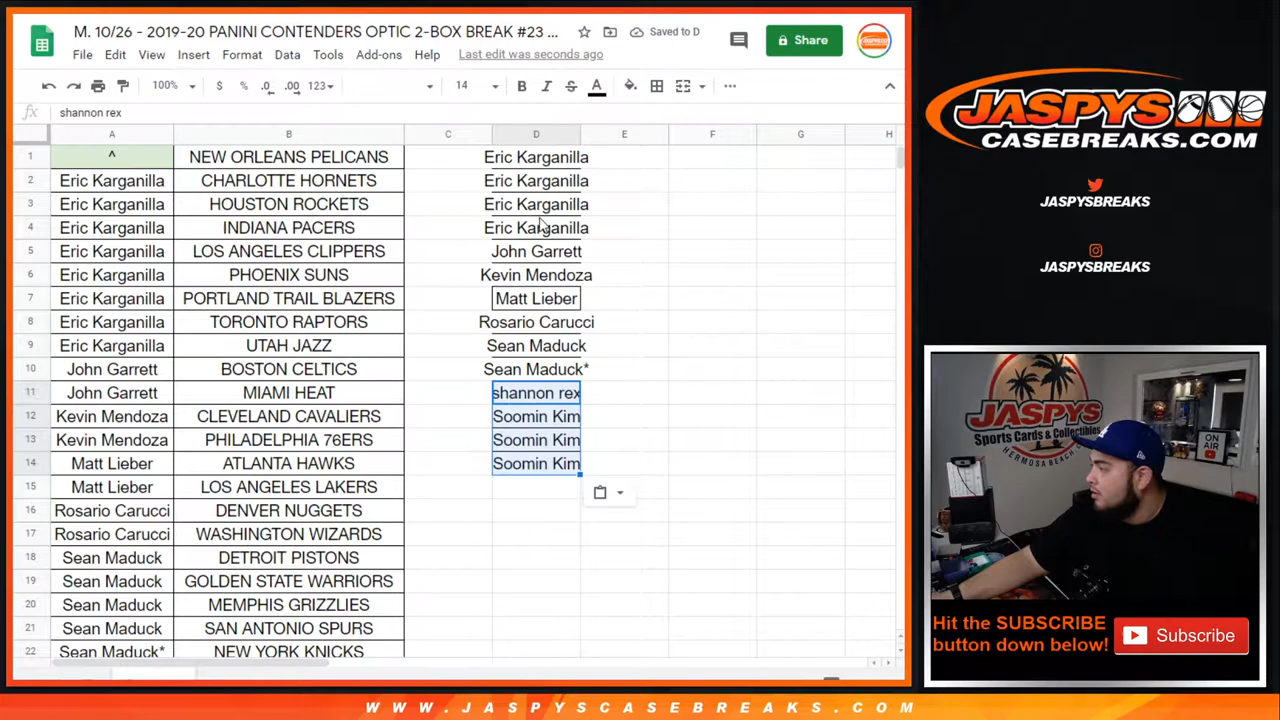 M. 10/26 - 2019-20 PANINI CONTENDERS OPTIC 2-BOX BREAK #23 ... Saved to D
Share
File Edit View Insert Format Data Tools Add-ons Help Last edit was seconds ago
100% $ % .0 .00 123 14 B I S A ...
fx shannon rex
A B C D E F G H
1 ^ NEW ORLEANS PELICANS Eric Karganilla
2 Eric Karganilla CHARLOTTE HORNETS Eric Karganilla
3 Eric Karganilla HOUSTON ROCKETS Eric Karganilla
4 Eric Karganilla INDIANA PACERS Eric Karganilla
5 Eric Karganilla LOS ANGELES CLIPPERS John Garrett
6 Eric Karganilla PHOENIX SUNS Kevin Mendoza
7 Eric Karganilla PORTLAND TRAIL BLAZERS Matt Lieber
8 Eric Karganilla TORONTO RAPTORS Rosario Carucci
9 Eric Karganilla UTAH JAZZ Sean Maduck
10 John Garrett BOSTON CELTICS Sean Maduck*
11 John Garrett MIAMI HEAT shannon rex
12 Kevin Mendoza CLEVELAND CAVALIERS Soomin Kim
13 Kevin Mendoza PHILADELPHIA 76ERS Soomin Kim
14 Matt Lieber ATLANTA HAWKS Soomin Kim
15 Matt Lieber LOS ANGELES LAKERS
16 Rosario Carucci DENVER NUGGETS
17 Rosario Carucci WASHINGTON WIZARDS
18 Sean Maduck DETROIT PISTONS
19 Sean Maduck GOLDEN STATE WARRIORS
20 Sean Maduck MEMPHIS GRIZZLIES
21 Sean Maduck SAN ANTONIO SPURS
22 Sean Maduck* NEW YORK KNICKS
JASPYS
CASEBREAKS.COM
JASPYSBREAKS
JASPYSBREAKS
JASPYS
Sports Cards & Collectibles
HERMOSA BEACH, CA
ON AIR
Hit the SUBSCRIBE
button down below!
Subscribe
WWW.JASPYSCASEBREAKS.COM